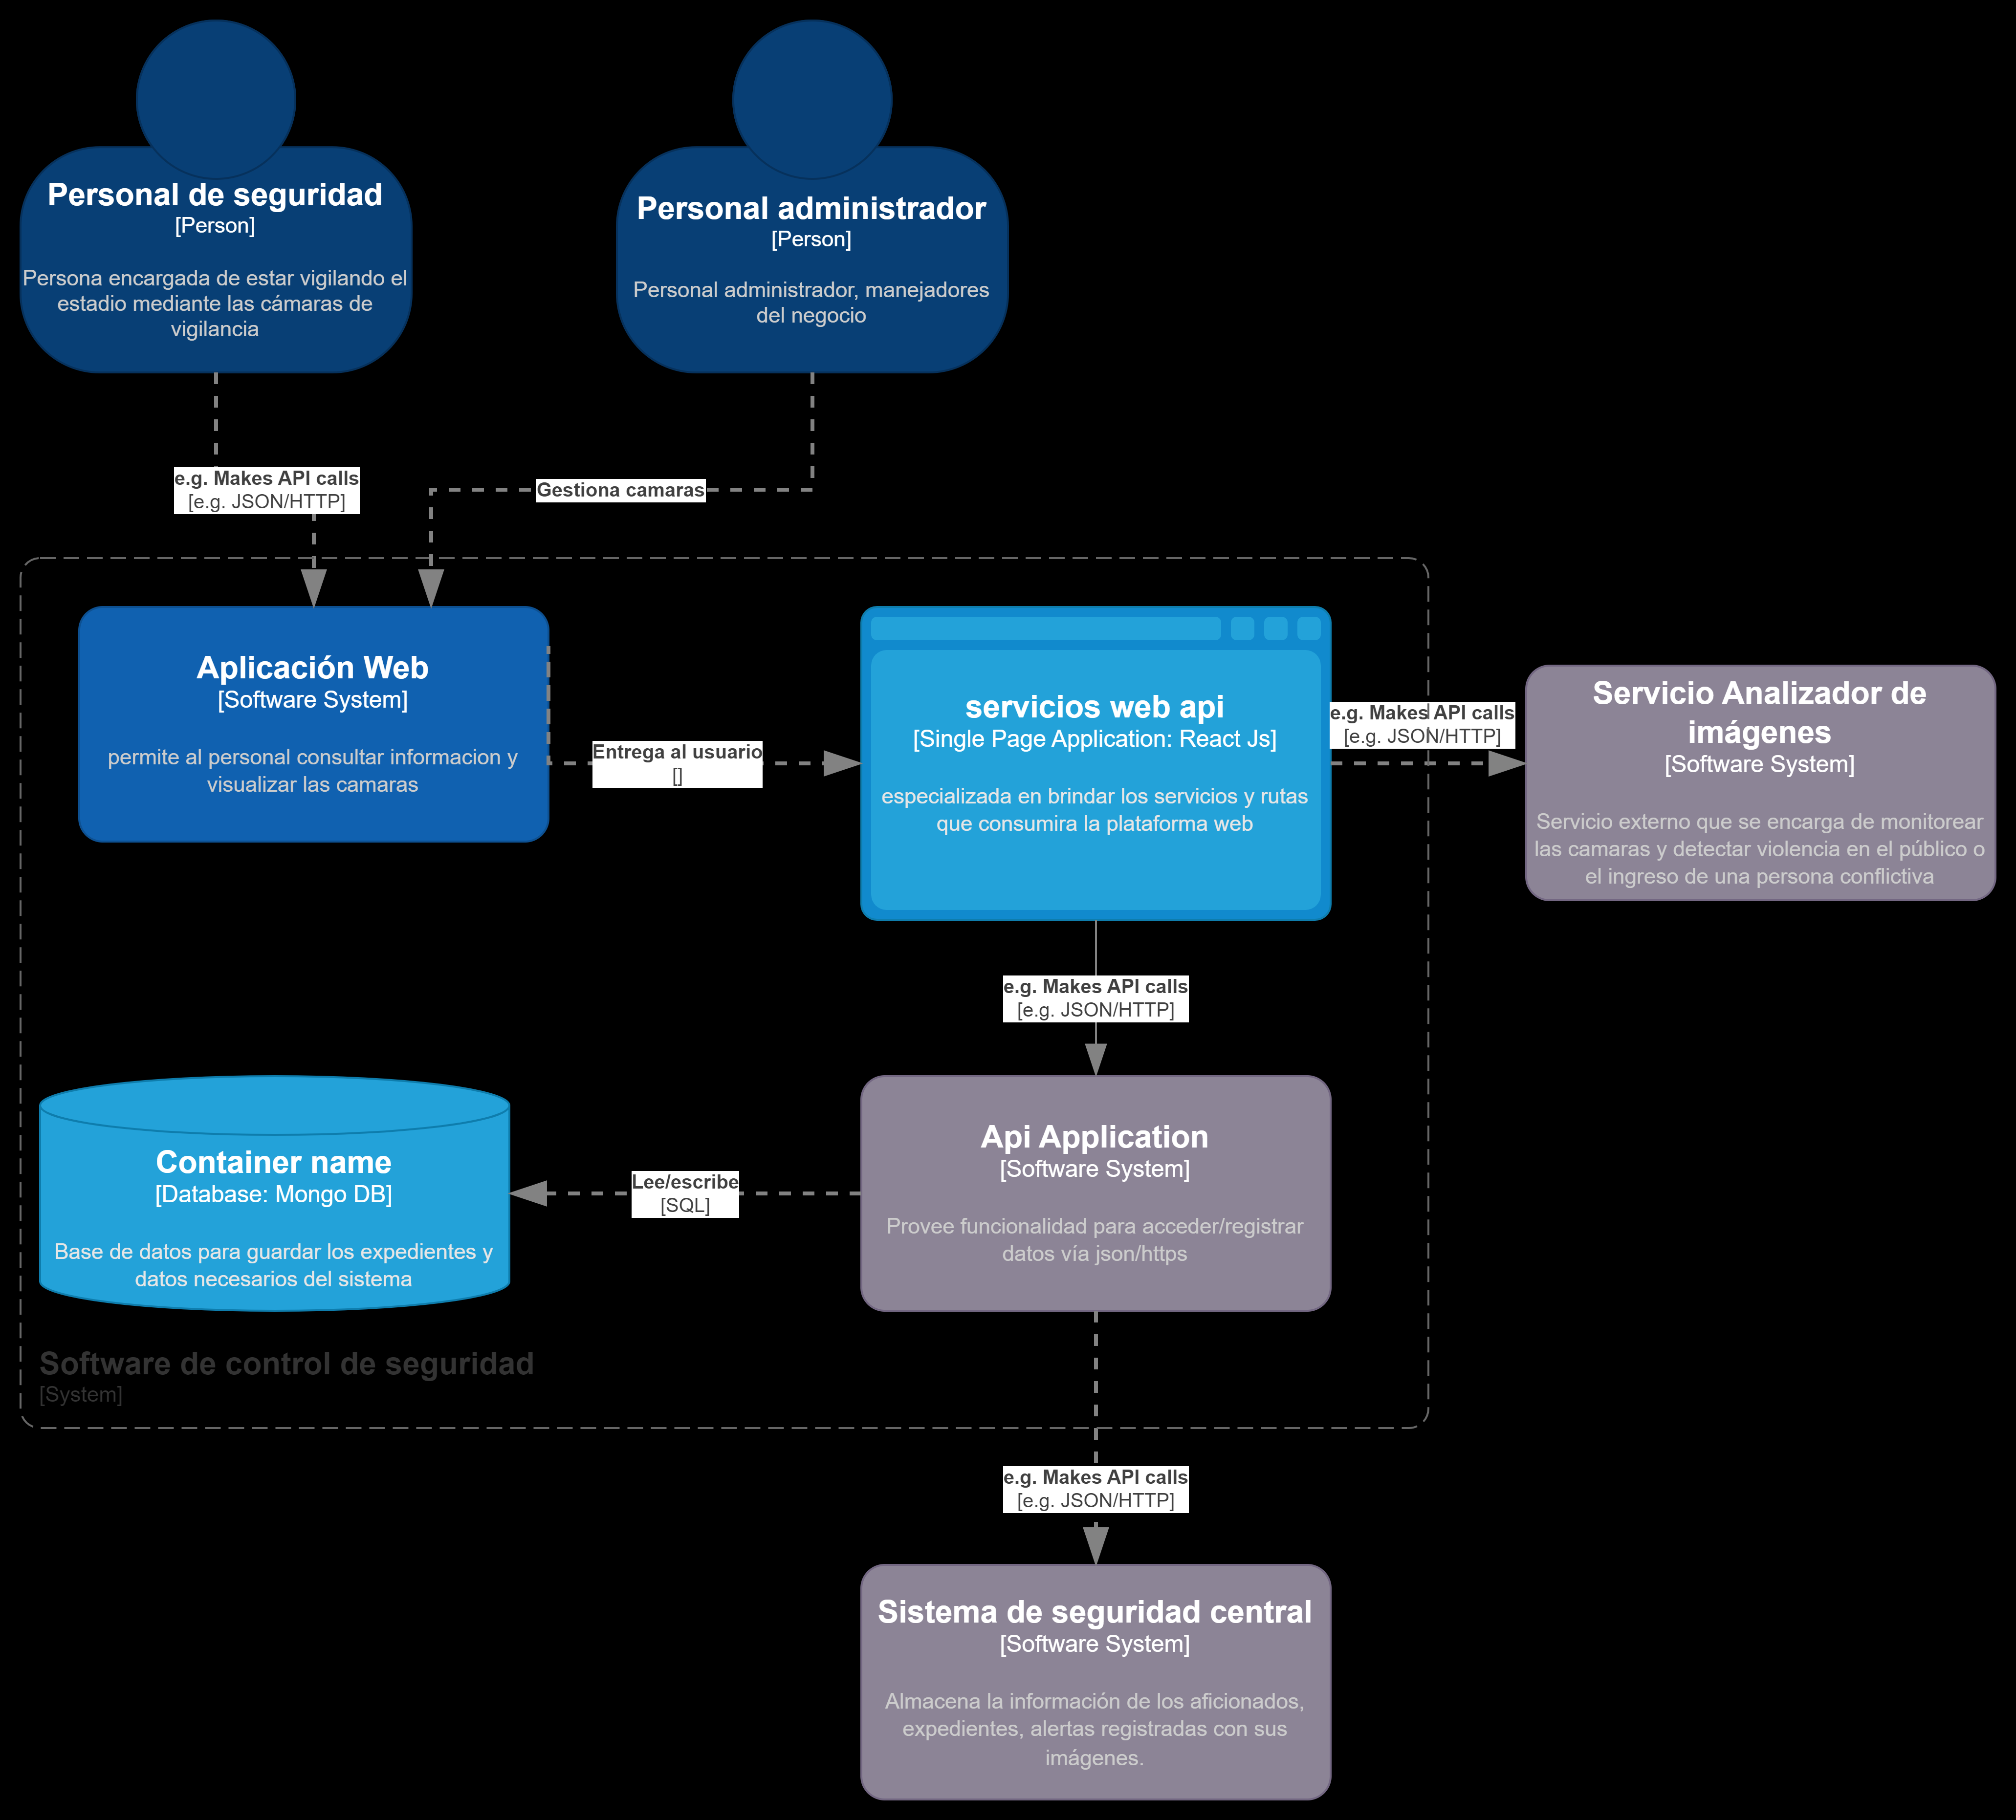 Personal de seguridad
[Person]
Persona encargada de estar vigilando el
estadio mediante las cámaras de
vigilancia
Personal administrador
[Person]
Personal administrador, manejadores
del negocio
e.g. Makes API calls
[e.g. JSON/HTTP]
Gestiona camaras
Aplicación Web
[Software System]
permite al personal consultar informacion y
visualizar las camaras
Entrega al usuario
[]
servicios web api
[Single Page Application: React Js]
especializada en brindar los servicios y rutas
que consumira la plataforma web
e.g. Makes API calls
[e.g. JSON/HTTP]
Servicio Analizador de
imágenes
[Software System]
Servicio externo que se encarga de monitorear
las camaras y detectar violencia en el público o
el ingreso de una persona conflictiva
e.g. Makes API calls
[e.g. JSON/HTTP]
Container name
[Database: Mongo DB]
Base de datos para guardar los expedientes y
datos necesarios del sistema
Lee/escribe
[SQL]
Api Application
[Software System]
Provee funcionalidad para acceder/registrar
datos vía json/https
Software de control de seguridad
[System]
e.g. Makes API calls
[e.g. JSON/HTTP]
Sistema de seguridad central
[Software System]
Almacena la información de los aficionados,
expedientes, alertas registradas con sus
imágenes.